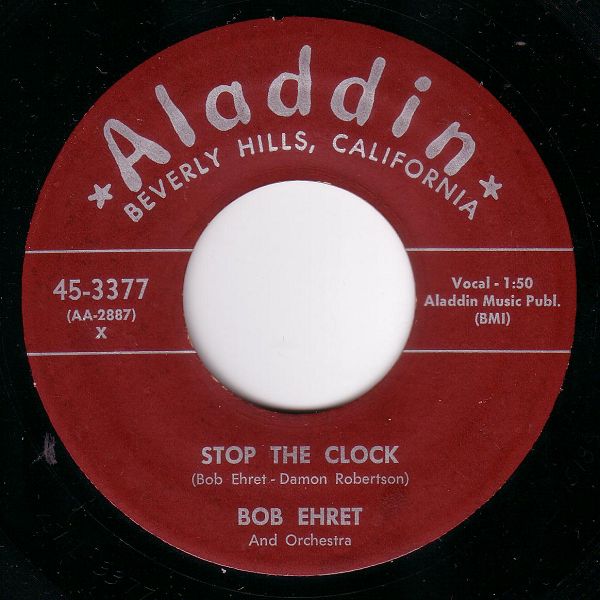 Aladdin
BEVERLY HILLS, CALIFORNIA
45-3377
(AA-2887)
X
Vocal - 1:50
Aladdin Music Publ.
(BMI)
STOP THE CLOCK
(Bob Ehret - Damon Robertson)
BOB EHRET
And Orchestra